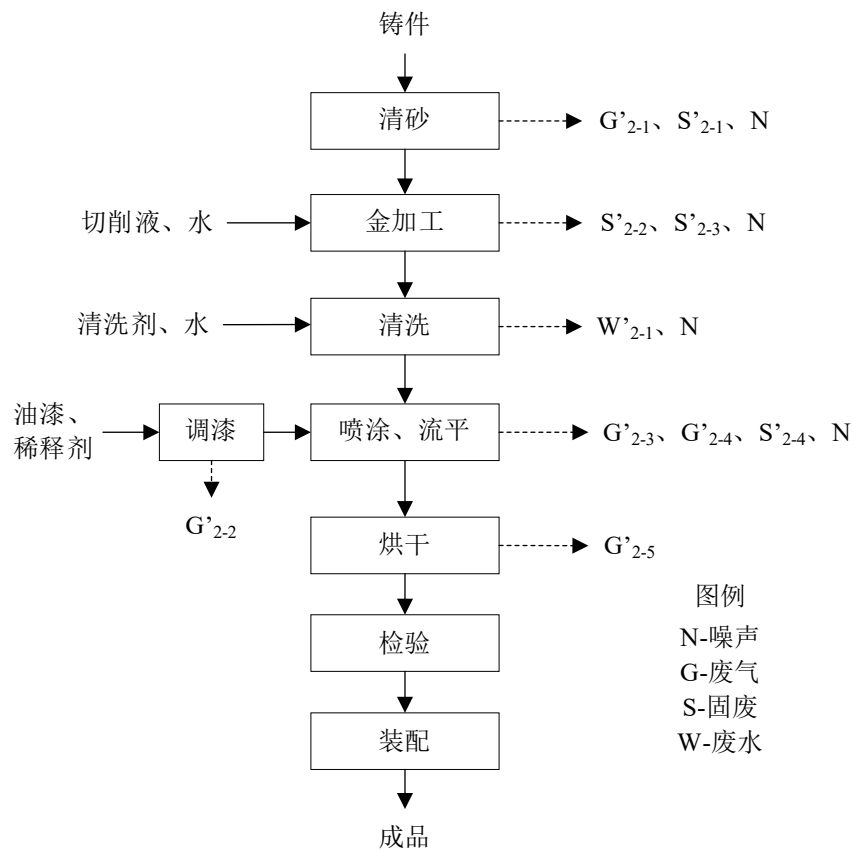 铸件
清砂
G’2-1、S’2-1、N
切削液、水
金加工
S’2-2、S’2-3、N
清洗剂、水
清洗
W’2-1、N
油漆、
稀释剂
调漆
喷涂、流平
G’2-3、G’2-4、S’2-4、N
G’2-2
烘干
G’2-5
图例
N-噪声
G-废气
S-固废
W-废水
检验
装配
成品